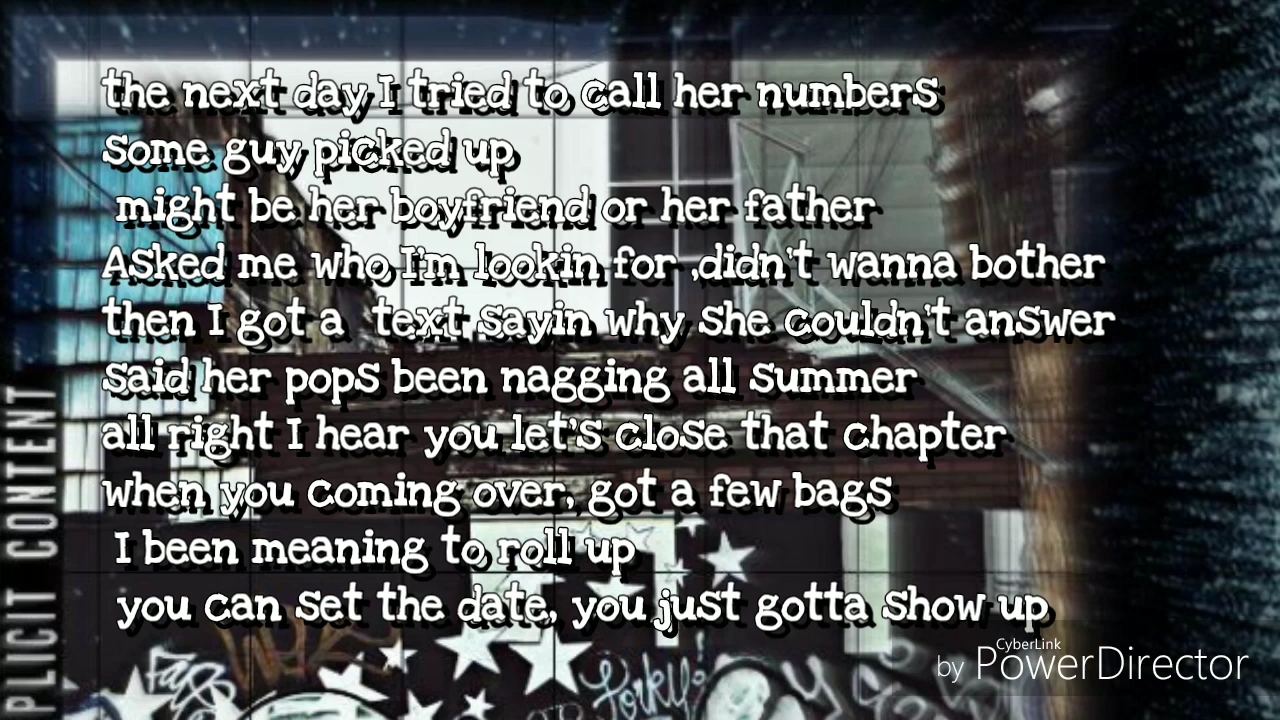 the next day I tried to call her numbers
some guy picked up
might be her boyfriend or her father
Asked me who I'm lookin for ,didn't wanna bother
then I got a text sayin why she couldn't answer
said her pops been nagging all summer
all right I hear you let's close that chapter
when you coming over, got a few bags
I been meaning to roll up
you can set the date, you just gotta show up
PLICIT CONTENT
Porky's
CyberLink
by PowerDirector